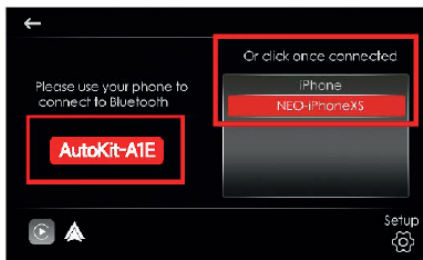 Or click once connected
Please use your phone to
connect to Bluetooth
iPhone
NEO-iPhoneXS
AutoKit-A1E
Setup